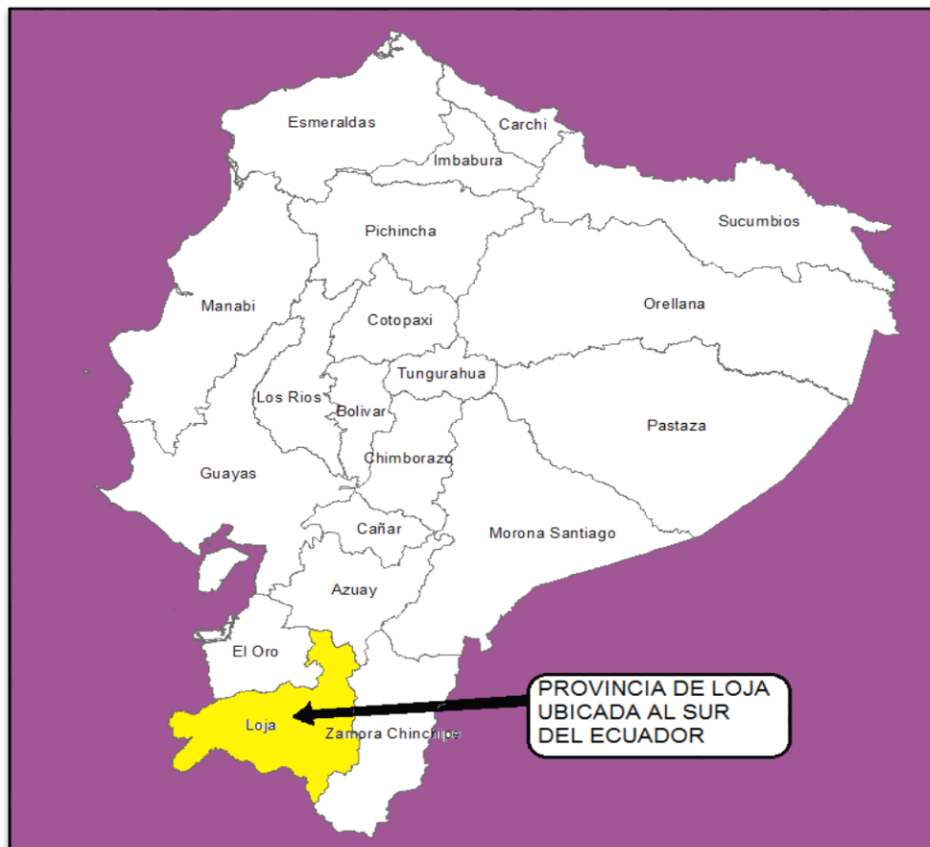 Esmeraldas
Carchi
Imbabura
Sucumbios
Pichincha
Orellana
Manabi
Cotopaxi
Tungurahua
Los Rios
Bolivar
Pastaza
Chimborazo
Guayas
Cañar
Morona Santiago
Azuay
El Oro
PROVINCIA DE LOJA
UBICADA AL SUR
DEL ECUADOR
Loja
Zamora Chinchipe